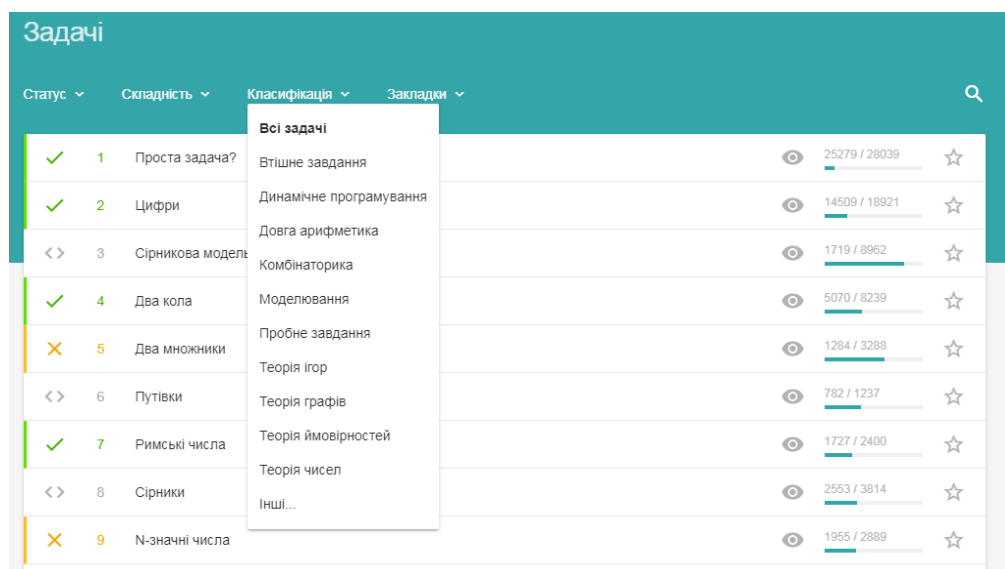 Задачі
Статус Складність Класифікація Закладки
Всі задачі
Втішне завдання
Динамічне програмування
Довга арифметика
Комбінаторика
Моделювання
Пробне завдання
Теорія ігор
Теорія графів
Теорія ймовірностей
Теорія чисел
Інші...
1 Проста задача? 25279 / 28039
2 Цифри 14509 / 18921
3 Сірникова модель 1719 / 8962
4 Два кола 5070 / 8239
5 Два множники 1284 / 3288
6 Путівки 782 / 1237
7 Римські числа 1727 / 2400
8 Сірники 2553 / 3814
9 N-значні числа 1955 / 2889